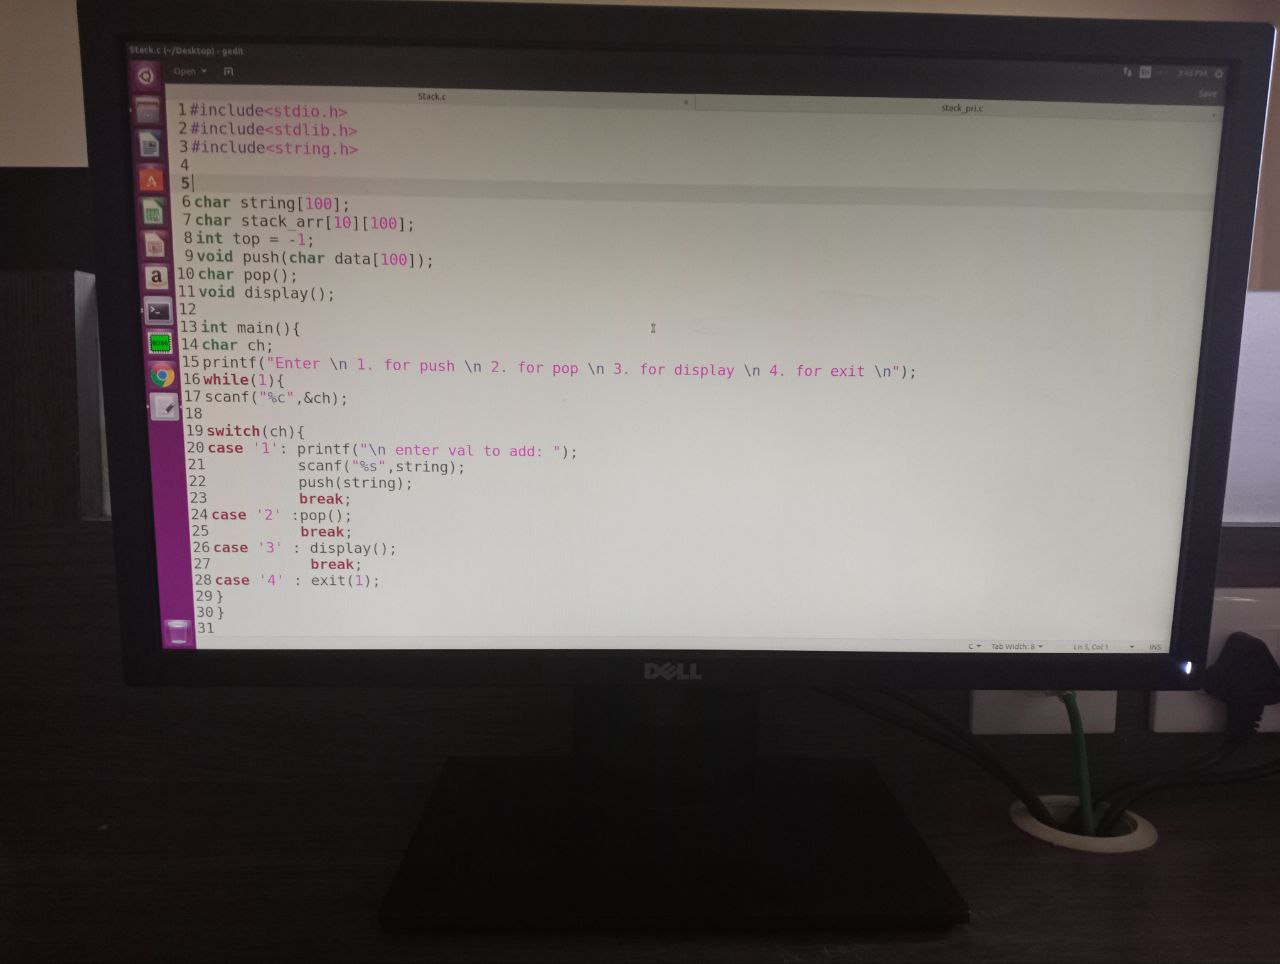 Stack.c (~/Desktop) - gedit
Open
3:40 PM
Save
Stack.c
stack_pri.c
1 #include<stdio.h>
2 #include<stdlib.h>
3 #include<string.h>
4
5
6 char string[100];
7 char stack_arr[10][100];
8 int top = -1;
9 void push(char data[100]);
10 char pop();
11 void display();
12
13 int main(){
14 char ch;
15 printf("Enter \n 1. for push \n 2. for pop \n 3. for display \n 4. for exit \n");
16 while(1){
17 scanf("%c",&ch);
18
19 switch(ch){
20 case '1': printf("\n enter val to add: ");
21 scanf("%s",string);
22 push(string);
23 break;
24 case '2' :pop();
25 break;
26 case '3' : display();
27 break;
28 case '4' : exit(1);
29 }
30 }
31
C Tab Width: 8 Ln 5, Col 1 INS
DELL